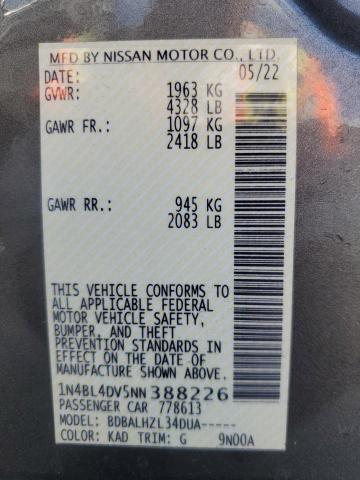 MFD BY NISSAN MOTOR CO., LTD.
DATE: 05/22
GVWR: 1963 KG
4328 LB
GAWR FR.: 1097 KG
2418 LB
GAWR RR.: 945 KG
2083 LB
THIS VEHICLE CONFORMS TO
ALL APPLICABLE FEDERAL
MOTOR VEHICLE SAFETY,
BUMPER, AND THEFT
PREVENTION STANDARDS IN
EFFECT ON THE DATE OF
MANUFACTURE SHOWN ABOVE.
1N4BL4DV5NN388226
PASSENGER CAR 778613
MODEL: BDBALHZL34DUA-----
COLOR: KAD TRIM: G 9N00A